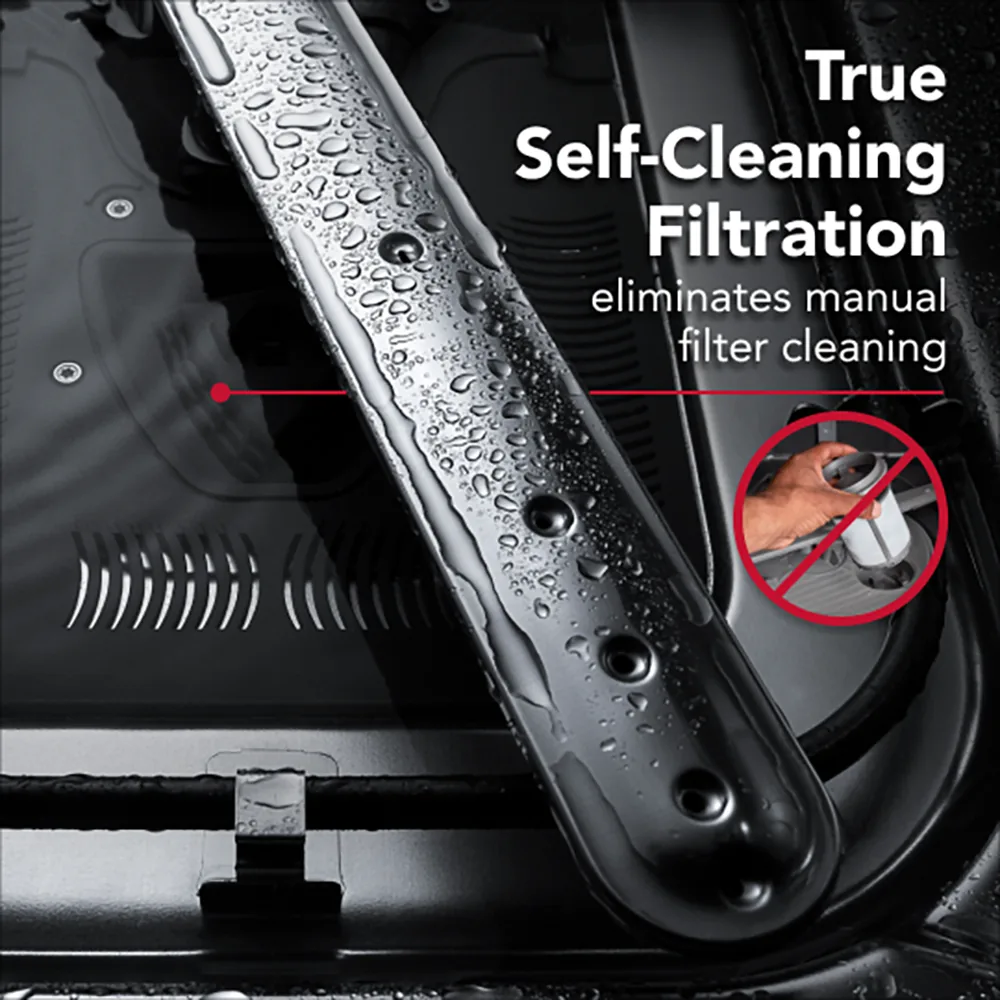 True
Self-Cleaning
Filtration
eliminates manual
filter cleaning